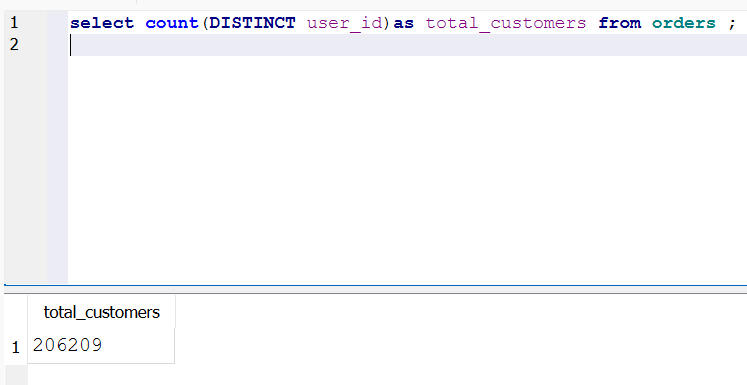 1 select count(DISTINCT user_id)as total_customers from orders ;
2
total_customers
1 206209